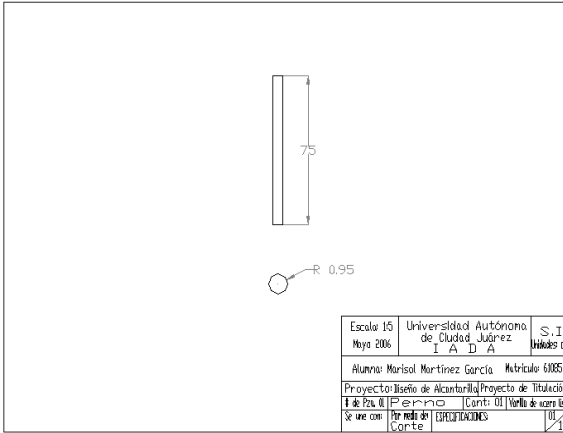 75
R 0.95
Escala: 1:5
Mayo 2006
Universidad Autónoma
de Ciudad Juárez
I A D A
S.I
Unidades:
Alumna: Marisol Martínez García Matrícula: 61085
Proyecto: Diseño de Alcantarilla Proyecto de Titulació
# de Pza. 01 Perno Cant: 01 Varilla de acero
Se une con: Por medio de: ESPECIFICACIONES:
Corte
01
1